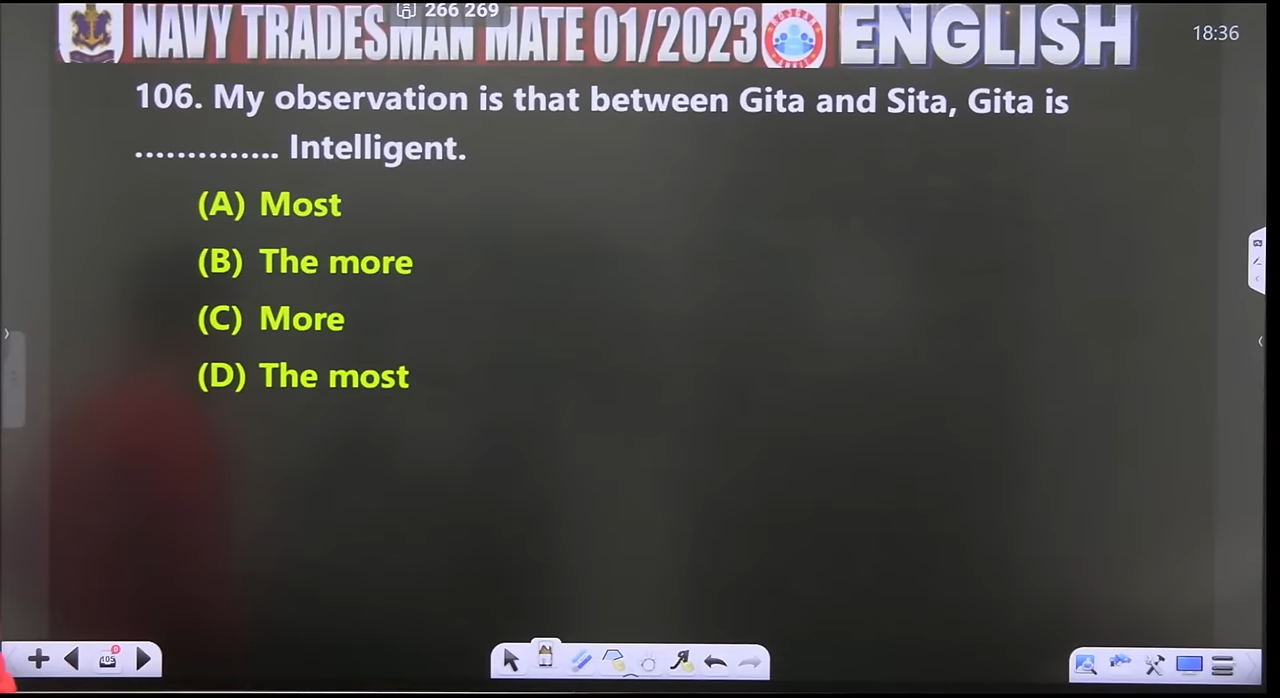 266 269
NAVY TRADESMAN MATE 01/2023 ENGLISH
18:36
106. My observation is that between Gita and Sita, Gita is
.............. Intelligent.
(A) Most
(B) The more
(C) More
(D) The most
105